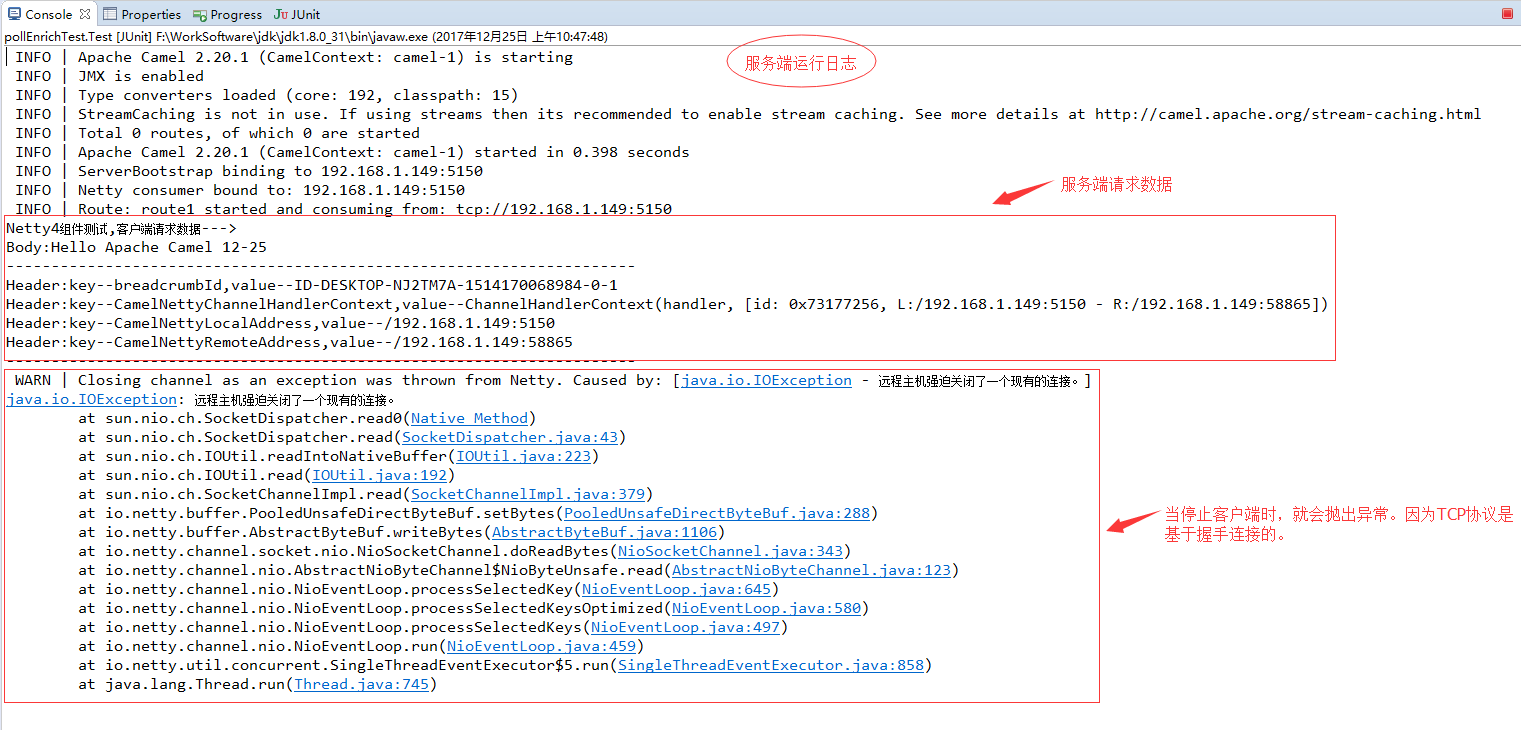 Console Properties Progress JUnit
pollEnrichTest.Test [JUnit] F:\WorkSoftware\jdk\jdk1.8.0_31\bin\javaw.exe (2017年12月25日 上午10:47:48)
INFO | Apache Camel 2.20.1 (CamelContext: camel-1) is starting
服务端运行日志
INFO | JMX is enabled
INFO | Type converters loaded (core: 192, classpath: 15)
INFO | StreamCaching is not in use. If using streams then its recommended to enable stream caching. See more details at http://camel.apache.org/stream-caching.html
INFO | Total 0 routes, of which 0 are started
INFO | Apache Camel 2.20.1 (CamelContext: camel-1) started in 0.398 seconds
INFO | ServerBootstrap binding to 192.168.1.149:5150
INFO | Netty consumer bound to: 192.168.1.149:5150
服务端请求数据
INFO | Route: route1 started and consuming from: tcp://192.168.1.149:5150
Netty4组件测试,客户端请求数据--->
Body:Hello Apache Camel 12-25
----------------------------------------------------------------------
Header:key--breadcrumbId,value--ID-DESKTOP-NJ2TM7A-1514170068984-0-1
Header:key--CamelNettyChannelHandlerContext,value--ChannelHandlerContext(handler, [id: 0x73177256, L:/192.168.1.149:5150 - R:/192.168.1.149:58865])
Header:key--CamelNettyLocalAddress,value--/192.168.1.149:5150
Header:key--CamelNettyRemoteAddress,value--/192.168.1.149:58865
----------------------------------------------------------------------
WARN | Closing channel as an exception was thrown from Netty. Caused by: [java.io.IOException - 远程主机强迫关闭了一个现有的连接。]
java.io.IOException: 远程主机强迫关闭了一个现有的连接。
at sun.nio.ch.SocketDispatcher.read0(Native Method)
at sun.nio.ch.SocketDispatcher.read(SocketDispatcher.java:43)
at sun.nio.ch.IOUtil.readIntoNativeBuffer(IOUtil.java:223)
at sun.nio.ch.IOUtil.read(IOUtil.java:192)
at sun.nio.ch.SocketChannelImpl.read(SocketChannelImpl.java:379)
at io.netty.buffer.PooledUnsafeDirectByteBuf.setBytes(PooledUnsafeDirectByteBuf.java:288)
at io.netty.buffer.AbstractByteBuf.writeBytes(AbstractByteBuf.java:1106)
at io.netty.channel.socket.nio.NioSocketChannel.doReadBytes(NioSocketChannel.java:343)
at io.netty.channel.nio.AbstractNioByteChannel$NioByteUnsafe.read(AbstractNioByteChannel.java:123)
at io.netty.channel.nio.NioEventLoop.processSelectedKey(NioEventLoop.java:645)
at io.netty.channel.nio.NioEventLoop.processSelectedKeysOptimized(NioEventLoop.java:580)
at io.netty.channel.nio.NioEventLoop.processSelectedKeys(NioEventLoop.java:497)
at io.netty.channel.nio.NioEventLoop.run(NioEventLoop.java:459)
at io.netty.util.concurrent.SingleThreadEventExecutor$5.run(SingleThreadEventExecutor.java:858)
at java.lang.Thread.run(Thread.java:745)
当停止客户端时，就会抛出异常。因为TCP协议是
基于握手连接的。